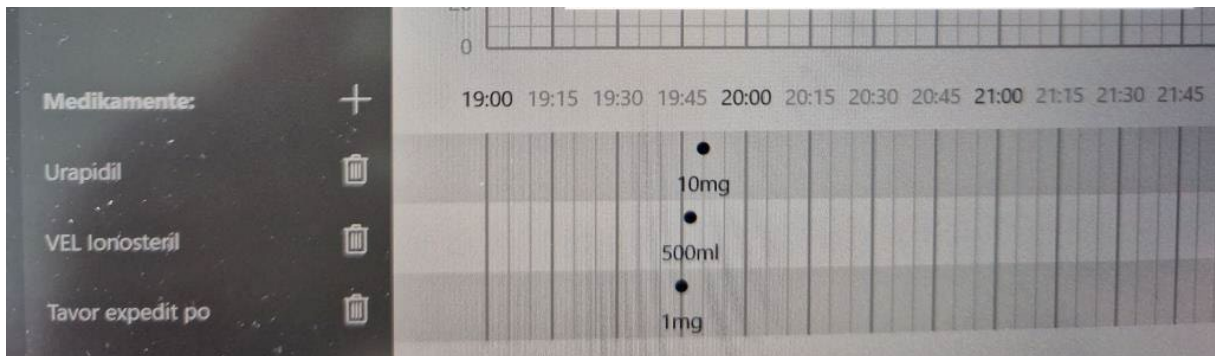 0
Medikamente: +
19:00 19:15 19:30 19:45 20:00 20:15 20:30 20:45 21:00 21:15 21:30 21:45
Urapidil
10mg
VEL Ionosteril
500ml
Tavor expedit po
1mg